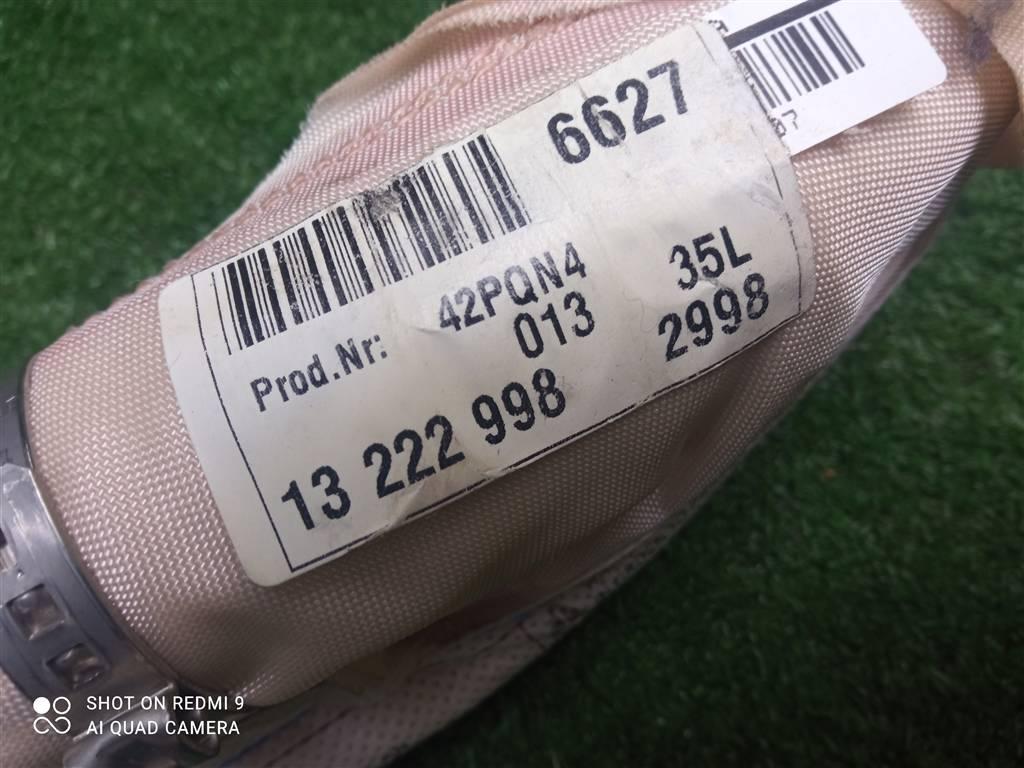 6627
Prod.Nr: 42PQN4 35L
013 2998
13 222 998
SHOT ON REDMI 9
AI QUAD CAMERA